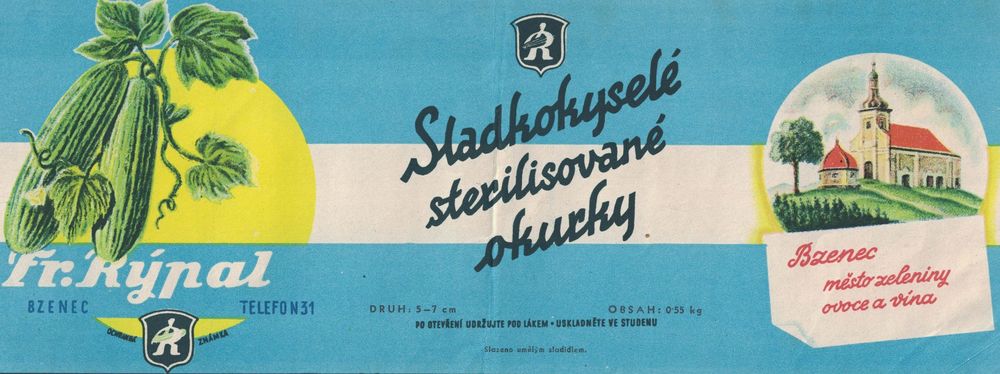 R
Sladkokyselé
sterilisované
okurky
Fr. Rýpal
BZENEC TELEFON 31
OCHRANNÁ ZNÁMKA
R
DRUH: 5-7 cm OBSAH: 0·55 kg
PO OTEVŘENÍ UDRŽUJTE POD LÁKEM • USKLADNĚTE VE STUDENU
Slazeno umělým sladidlem.
Bzenec
město zeleniny
ovoce a vína